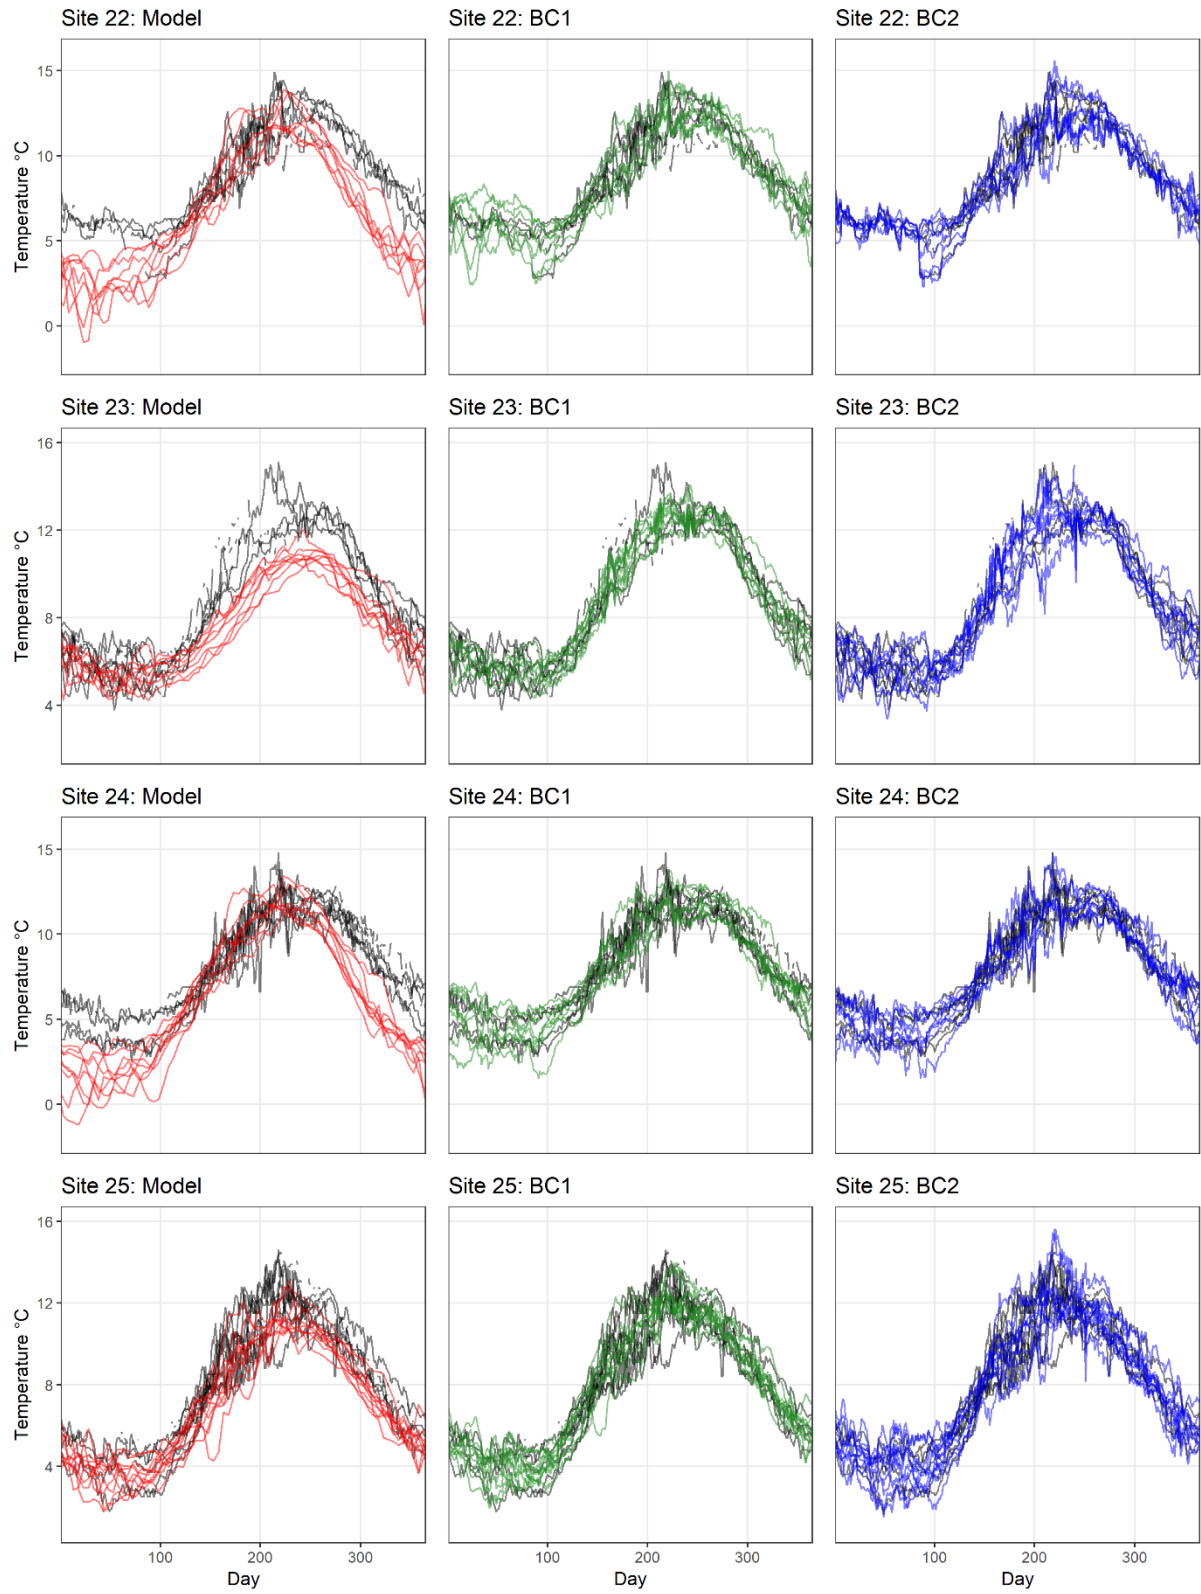 Site 22: Model Site 22: BC1 Site 22: BC2
15
10
5
0
Temperature °C
Site 23: Model Site 23: BC1 Site 23: BC2
16
12
8
4
Temperature °C
Site 24: Model Site 24: BC1 Site 24: BC2
15
10
5
0
Temperature °C
Site 25: Model Site 25: BC1 Site 25: BC2
16
12
8
4
Temperature °C
100 200 300 100 200 300 100 200 300
Day Day Day